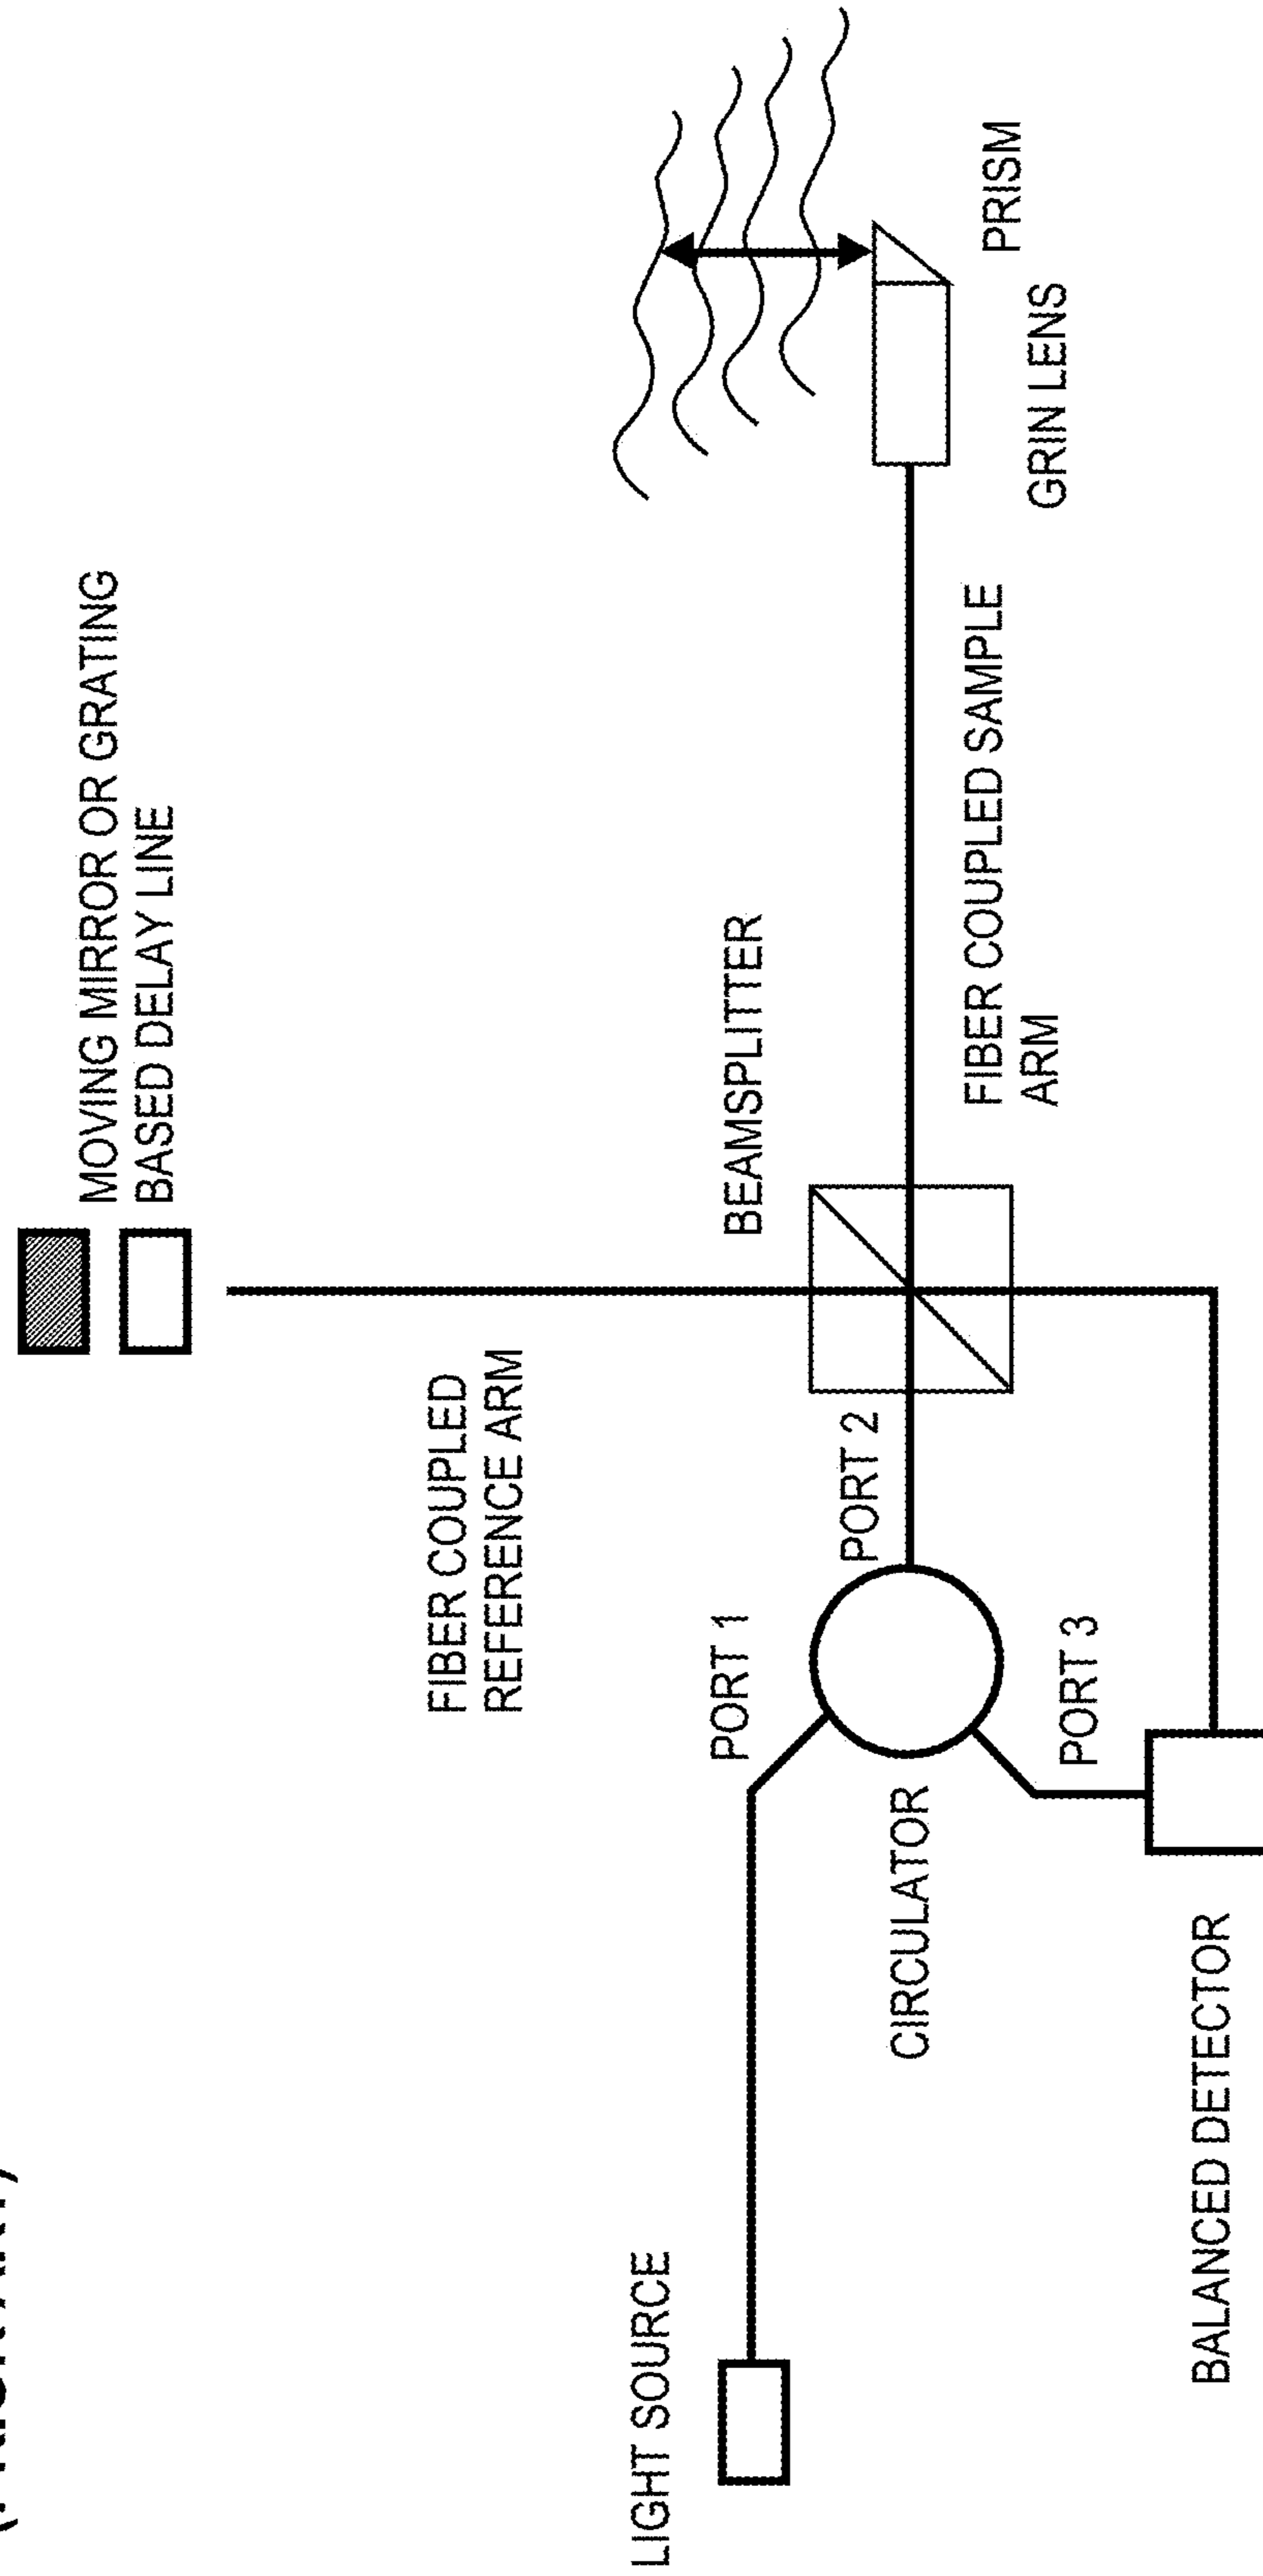 MOVING MIRROR OR GRATING
BASED DELAY LINE
FIBER COUPLED
REFERENCE ARM
LIGHT SOURCE
PORT 1
BEAMSPLITTER
PORT 2
CIRCULATOR
FIBER COUPLED SAMPLE
ARM
PRISM
GRIN LENS
PORT 3
BALANCED DETECTOR